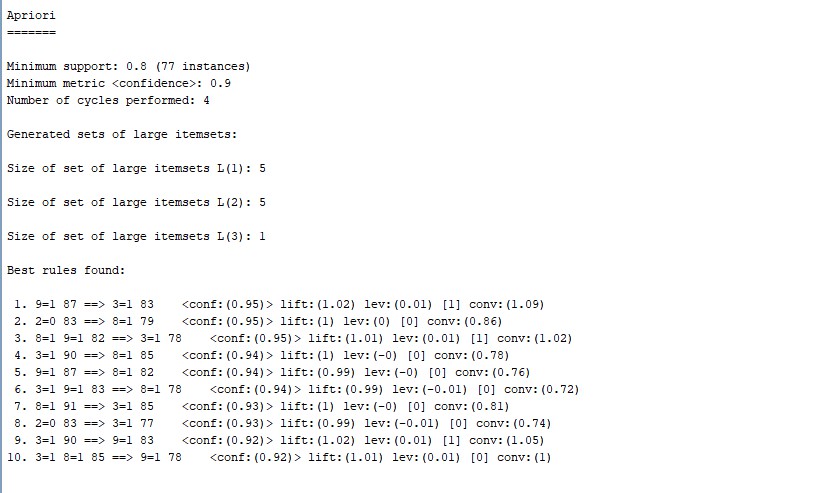 Apriori
=======
Minimum support: 0.8 (77 instances)
Minimum metric <confidence>: 0.9
Number of cycles performed: 4
Generated sets of large itemsets:
Size of set of large itemsets L(1): 5
Size of set of large itemsets L(2): 5
Size of set of large itemsets L(3): 1
Best rules found:
1. 9=1 87 ==> 3=1 83    <conf:(0.95)> lift:(1.02) lev:(0.01) [1] conv:(1.09)
2. 2=0 83 ==> 8=1 79    <conf:(0.95)> lift:(1) lev:(0) [0] conv:(0.86)
3. 8=1 9=1 82 ==> 3=1 78    <conf:(0.95)> lift:(1.01) lev:(0.01) [1] conv:(1.02)
4. 3=1 90 ==> 8=1 85    <conf:(0.94)> lift:(1) lev:(-0) [0] conv:(0.78)
5. 9=1 87 ==> 8=1 82    <conf:(0.94)> lift:(0.99) lev:(-0) [0] conv:(0.76)
6. 3=1 9=1 83 ==> 8=1 78    <conf:(0.94)> lift:(0.99) lev:(-0.01) [0] conv:(0.72)
7. 8=1 91 ==> 3=1 85    <conf:(0.93)> lift:(1) lev:(-0) [0] conv:(0.81)
8. 2=0 83 ==> 3=1 77    <conf:(0.93)> lift:(0.99) lev:(-0.01) [0] conv:(0.74)
9. 3=1 90 ==> 9=1 83    <conf:(0.92)> lift:(1.02) lev:(0.01) [1] conv:(1.05)
10. 3=1 8=1 85 ==> 9=1 78    <conf:(0.92)> lift:(1.01) lev:(0.01) [0] conv:(1)